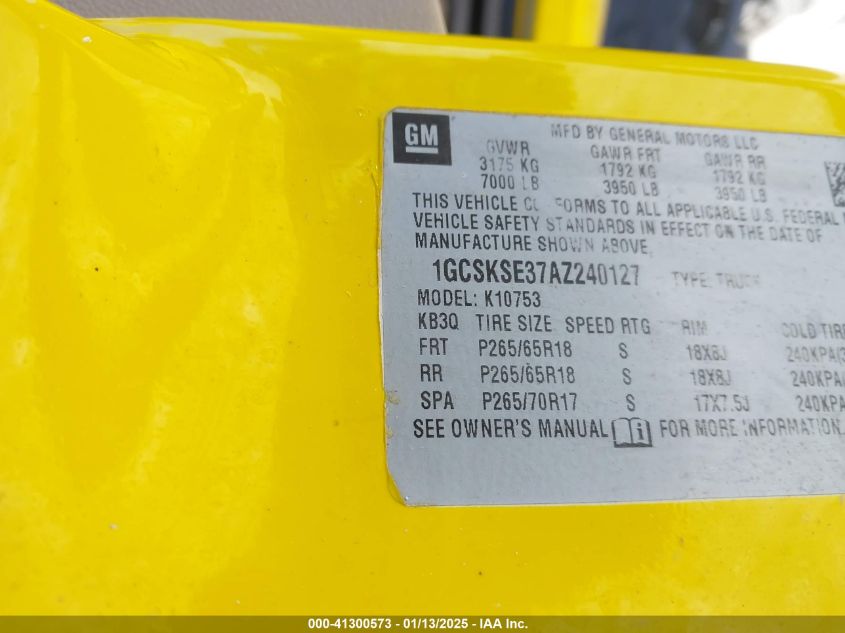 GM
MFD BY GENERAL MOTORS LLC
GVWR GAWR FRT GAWR RR
3175 KG 1792 KG 1792 KG
7000 LB 3950 LB 3950 LB
THIS VEHICLE CO FORMS TO ALL APPLICABLE U.S. FEDERAL
VEHICLE SAFETY STANDARDS IN EFFECT ON THE DATE OF
MANUFACTURE SHOWN ABOVE.
1GCSKSE37AZ240127 TYPE: TRUCK
MODEL: K10753
KB3Q TIRE SIZE SPEED RTG RIM COLD TIRE
FRT P265/65R18 S 18X8J 240KPA/
RR P265/65R18 S 18X8J 240KPA/
SPA P265/70R17 S 17X7.5J 240KPA
SEE OWNER'S MANUAL FOR MORE INFORMATION.
000-41300573 - 01/13/2025 - IAA Inc.